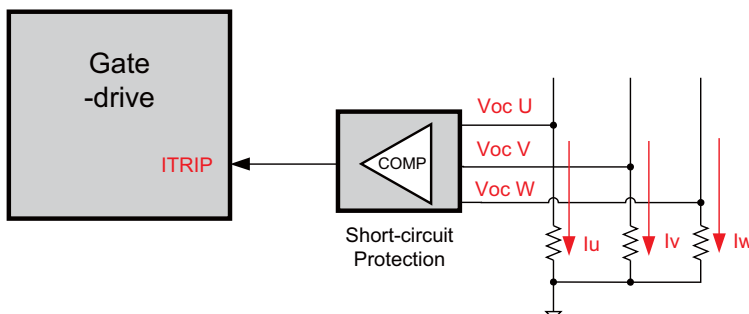 Gate
-drive
ITRIP
COMP
Short-circuit
Protection
Voc U
Voc V
Voc W
Iu
Iv
Iw